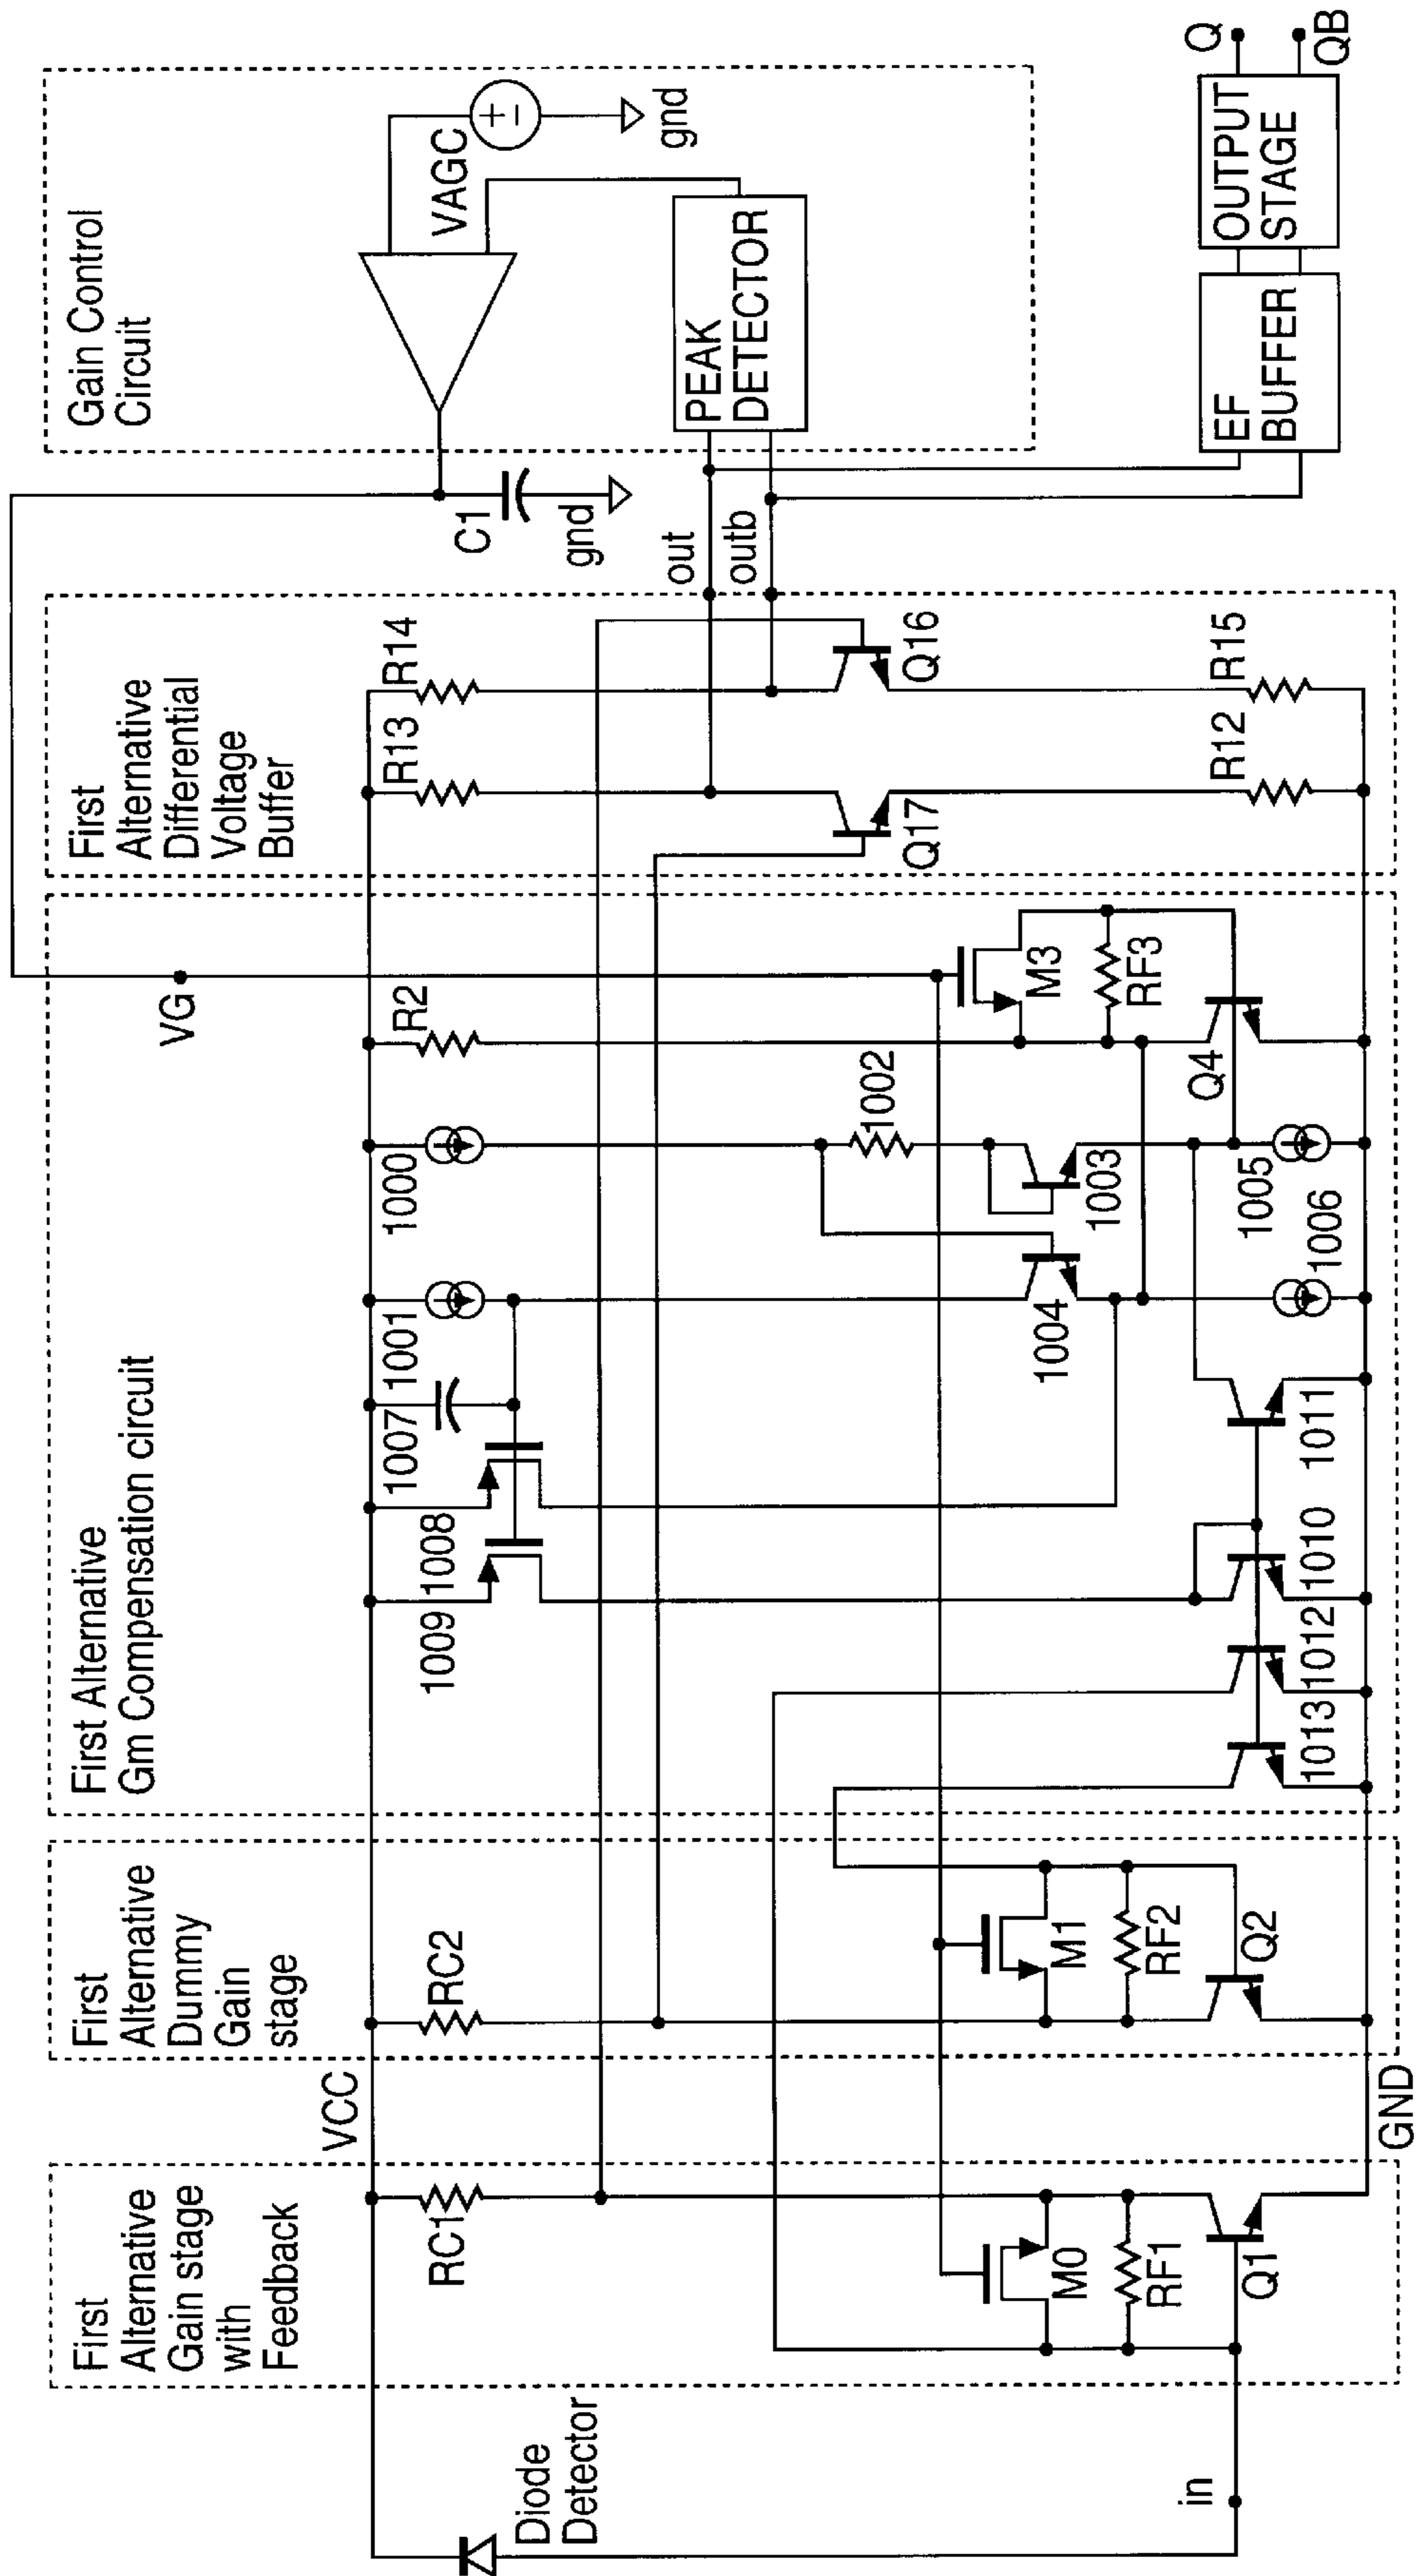 Diode
Detector
in
First
Alternative
Gain stage
with
Feedback
RC1
M0
RF1
Q1
VCC
GND
First
Alternative
Dummy
Gain
stage
RC2
M1
RF2
Q2
First Alternative
Gm Compensation circuit
1009
1008
1007
1001
1000
R2
VG
1002
1003
1004
M3
RF3
Q4
1005
1006
1013
1012
1010
1011
First
Alternative
Differential
Voltage
Buffer
R13
R14
Q17
Q16
R12
R15
out
outb
C1
gnd
Gain Control
Circuit
VAGC
+
-
gnd
PEAK
DETECTOR
EF
BUFFER
OUTPUT
STAGE
Q
QB